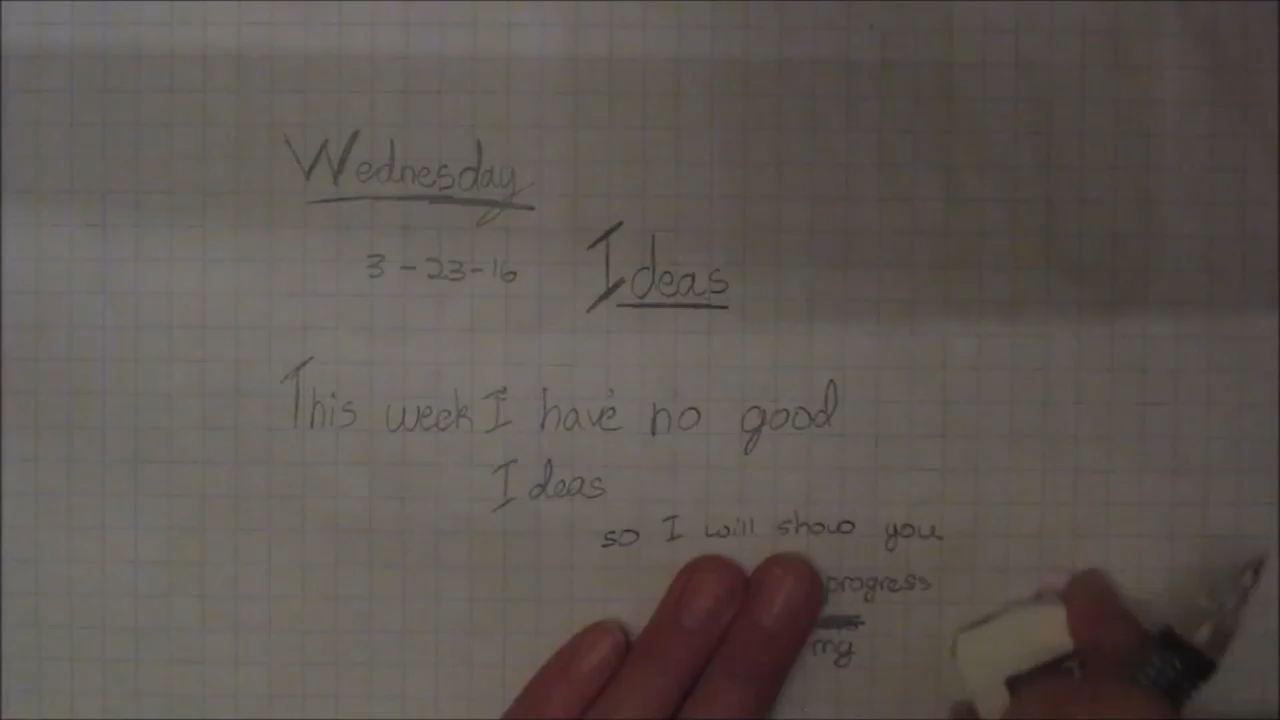 Wednesday
3-23-16
Ideas
This week I have no good
Ideas
so I will show you
progress
my